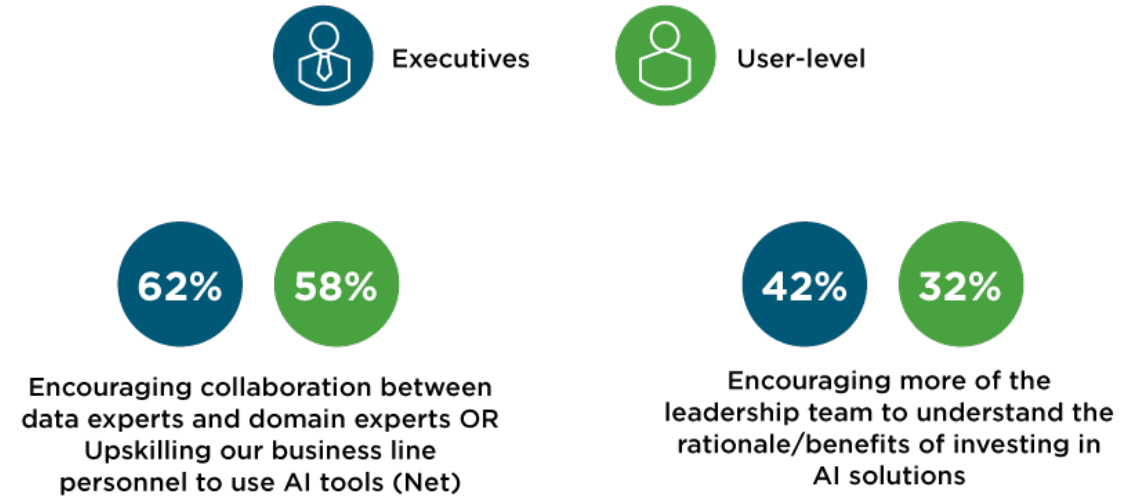 Executives
User-level
62%
58%
Encouraging collaboration between
data experts and domain experts OR
Upskilling our business line
personnel to use AI tools (Net)
42%
32%
Encouraging more of the
leadership team to understand the
rationale/benefits of investing in
AI solutions